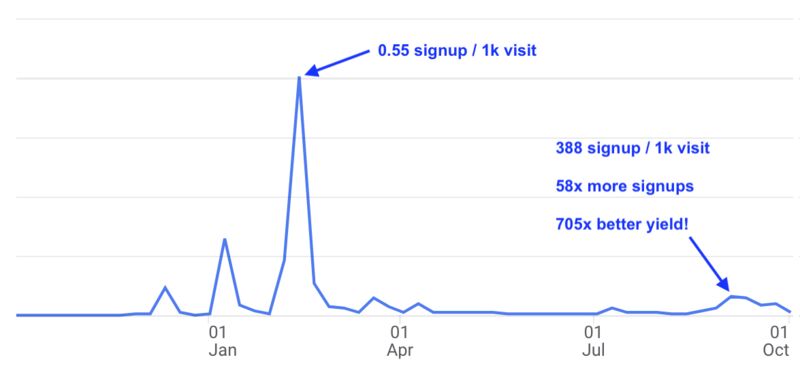 0.55 signup / 1k visit
388 signup / 1k visit
58x more signups
705x better yield!
01 Jan
01 Apr
01 Jul
01 Oct